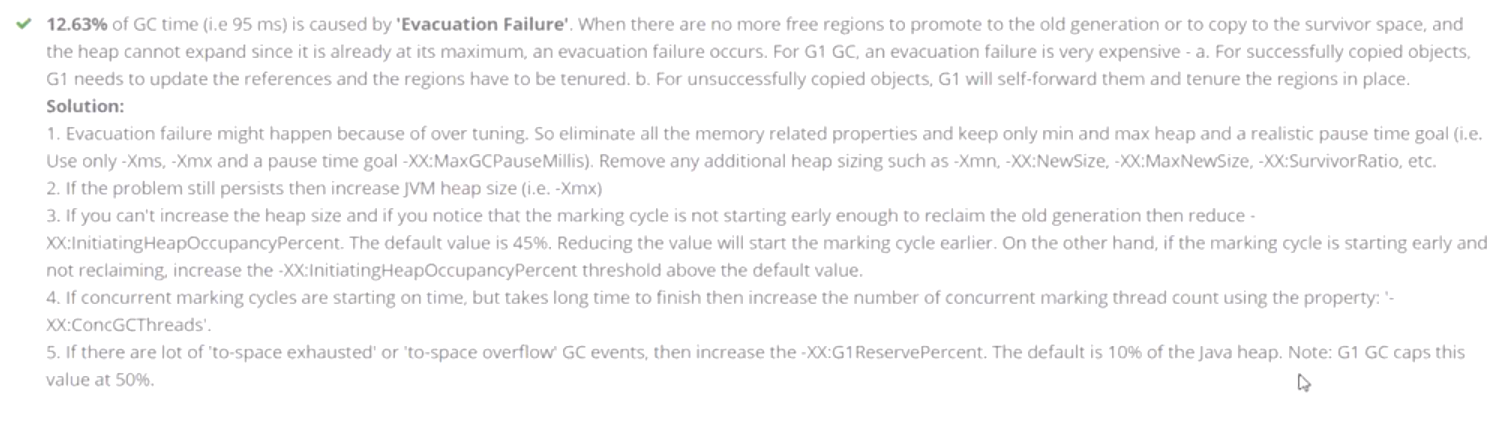 12.63% of GC time (i.e 95 ms) is caused by 'Evacuation Failure'. When there are no more free regions to promote to the old generation or to copy to the survivor space, and
the heap cannot expand since it is already at its maximum, an evacuation failure occurs. For G1 GC, an evacuation failure is very expensive - a. For successfully copied objects,
G1 needs to update the references and the regions have to be tenured. b. For unsuccessfully copied objects, G1 will self-forward them and tenure the regions in place.
Solution:
1. Evacuation failure might happen because of over tuning. So eliminate all the memory related properties and keep only min and max heap and a realistic pause time goal (i.e.
Use only -Xms, -Xmx and a pause time goal -XX:MaxGCPauseMillis). Remove any additional heap sizing such as -Xmn, -XX:NewSize, -XX:MaxNewSize, -XX:SurvivorRatio, etc.
2. If the problem still persists then increase JVM heap size (i.e. -Xmx)
3. If you can't increase the heap size and if you notice that the marking cycle is not starting early enough to reclaim the old generation then reduce -
XX:InitiatingHeapOccupancyPercent. The default value is 45%. Reducing the value will start the marking cycle earlier. On the other hand, if the marking cycle is starting early and
not reclaiming, increase the -XX:InitiatingHeapOccupancyPercent threshold above the default value.
4. If concurrent marking cycles are starting on time, but takes long time to finish then increase the number of concurrent marking thread count using the property: '-
XX:ConcGCThreads'.
5. If there are lot of 'to-space exhausted' or 'to-space overflow' GC events, then increase the -XX:G1ReservePercent. The default is 10% of the Java heap. Note: G1 GC caps this
value at 50%.